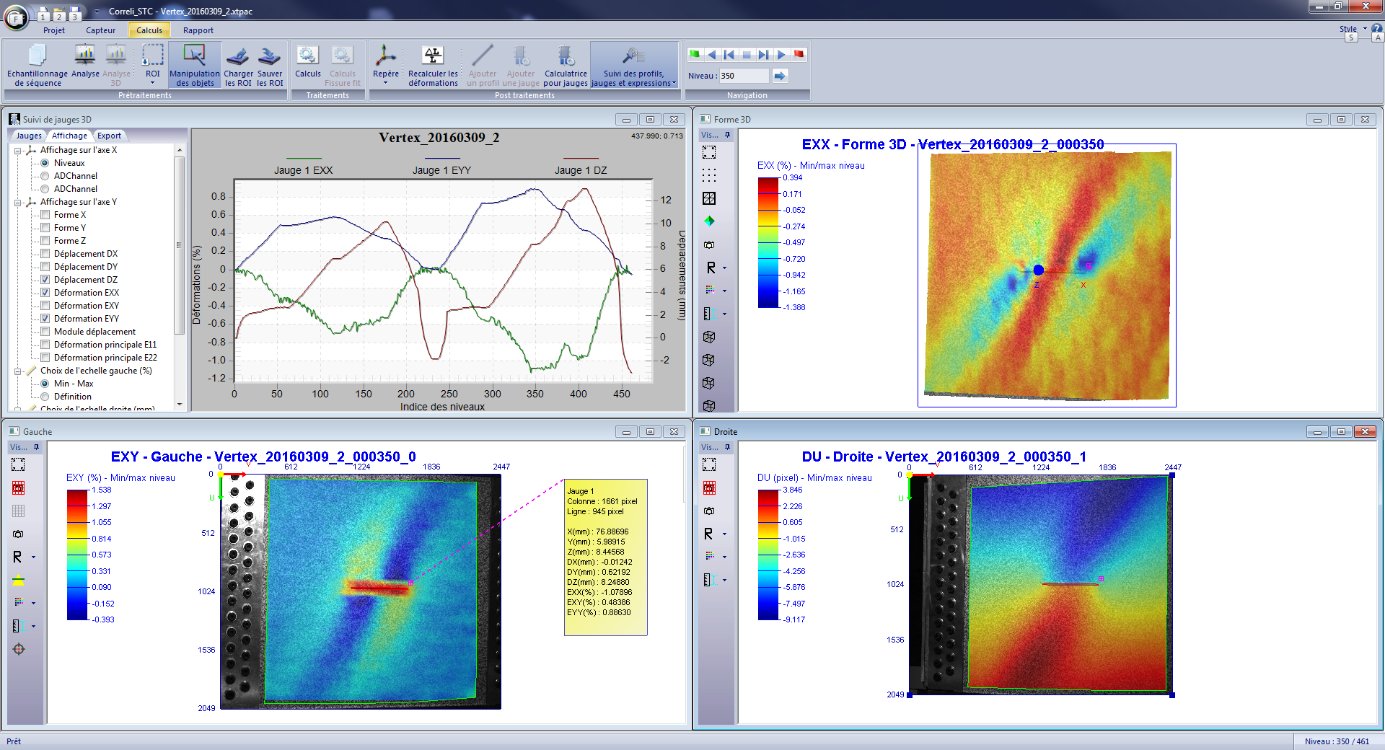 Correli_STC - Vertex_20160309_2.xtpac
F
1 2 3
Projet Capteur Calculs Rapport
Style
S A
Echantillonnage de séquence
Analyse
Analyse 3D
ROI
Manipulation des objets
Charger les ROI
Sauver les ROI
Prétraitements
Calculs
Calculs Fissure fit
Traitements
Repère
Recalculer les déformations
Ajouter un profil
Ajouter une jauge
Calculatrice pour jauges
Suivi des profils, jauges et expressions
Post traitements
Niveau : 350
Navigation
Suivi de jauges 3D
Jauges Affichage Export
Affichage sur l'axe X
Niveaux
ADChannel
ADChannel
Affichage sur l'axe Y
Forme X
Forme Y
Forme Z
Déplacement DX
Déplacement DY
Déplacement DZ
Déformation EXX
Déformation EXY
Déformation EYY
Module déplacement
Déformation principale E11
Déformation principale E22
Choix de l'echelle gauche (%)
Min - Max
Définition
Choix de l'echelle droite (mm)
Vertex_20160309_2
437.990; 0.713
Jauge 1 EXX
Jauge 1 EYY
Jauge 1 DZ
Déformations (%)
0.8
0.6
0.4
0.2
0
-0.2
-0.4
-0.6
-0.8
-1.0
-1.2
0 50 100 150 200 250 300 350 400 450
Indice des niveaux
12
10
8
6
4
2
0
-2
Déplacements (mm)
Forme 3D
Vis...
R
EXX - Forme 3D - Vertex_20160309_2_000350
EXX (%) - Min/max niveau
0.394
0.171
-0.052
-0.274
-0.497
-0.720
-0.942
-1.165
-1.388
Z
X
Gauche
Vis...
R
EXY - Gauche - Vertex_20160309_2_000350_0
EXY (%) - Min/max niveau
1.538
1.297
1.055
0.814
0.573
0.331
0.090
-0.152
-0.393
0 612 1224 1836 2447
0
U
512
1024
1536
2049
Jauge 1
Colonne : 1661 pixel
Ligne : 945 pixel
X(mm) : 76.88696
Y(mm) : 5.98915
Z(mm) : 8.44568
DX(mm) : -0.01242
DY(mm) : 0.62192
DZ(mm) : 8.24880
EXX(%) : -1.07896
EXY(%) : 0.48386
EYY(%) : 0.88630
Droite
Vis...
R
DU - Droite - Vertex_20160309_2_000350_1
DU (pixel) - Min/max niveau
3.846
2.226
0.605
-1.015
-2.636
-4.256
-5.876
-7.497
-9.117
0 612 1224 1836 2447
0
U
512
1024
1536
2049
Prêt
Niveau : 350 / 461